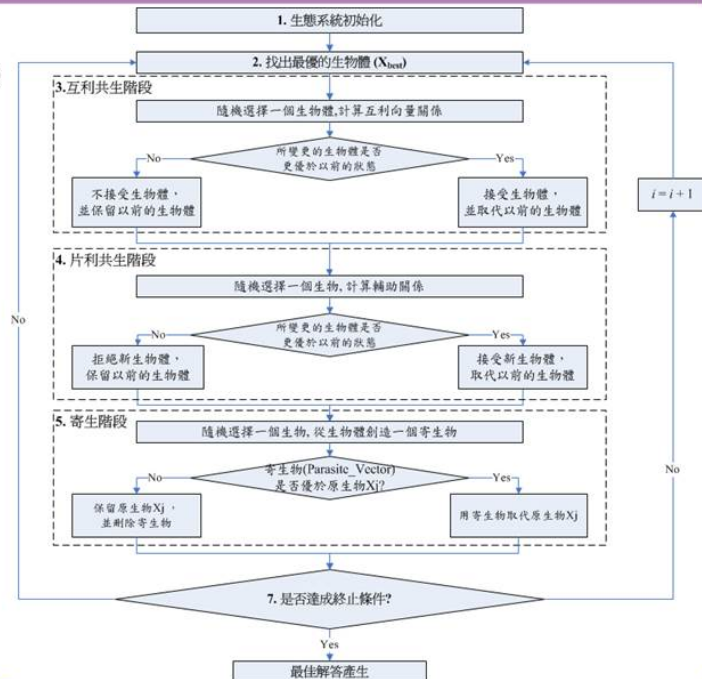 1. 生態系統初始化
2. 找出最優的生物體 (Xbest)
3.互利共生階段
隨機選擇一個生物體,計算互利向量關係
所變更的生物體是否
更優於以前的狀態
No
Yes
不接受生物體，
並保留以前的生物體
接受生物體，
並取代以前的生物體
i = i + 1
4. 片利共生階段
隨機選擇一個生物, 計算輔助關係
所變更的生物體是否
更優於以前的狀態
No
Yes
No
拒絕新生物體，
保留以前的生物體
接受新生物體，
取代以前的生物體
5. 寄生階段
隨機選擇一個生物, 從生物體創造一個寄生物
寄生物(Parasite_Vector)
是否優於原生物Xj?
No
Yes
No
保留原生物Xj ，
並刪除寄生物
用寄生物取代原生物Xj
7. 是否達成終止條件?
Yes
最佳解答產生